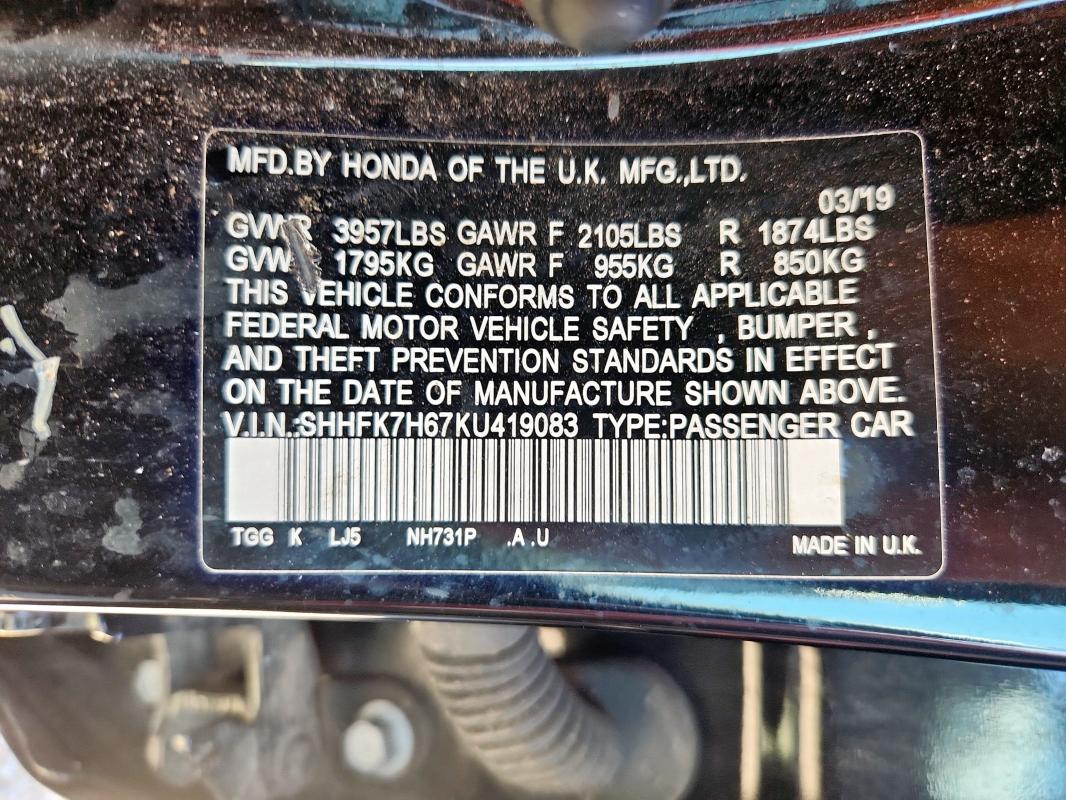 MFD.BY HONDA OF THE U.K. MFG.,LTD.
03/19
GVWR 3957LBS GAWR F 2105LBS R 1874LBS
GVW 1795KG GAWR F 955KG R 850KG
THIS VEHICLE CONFORMS TO ALL APPLICABLE
FEDERAL MOTOR VEHICLE SAFETY , BUMPER ,
AND THEFT PREVENTION STANDARDS IN EFFECT
ON THE DATE OF MANUFACTURE SHOWN ABOVE.
V.I.N.:SHHFK7H67KU419083 TYPE:PASSENGER CAR
TGG K LJ5 NH731P .A .U
MADE IN U.K.